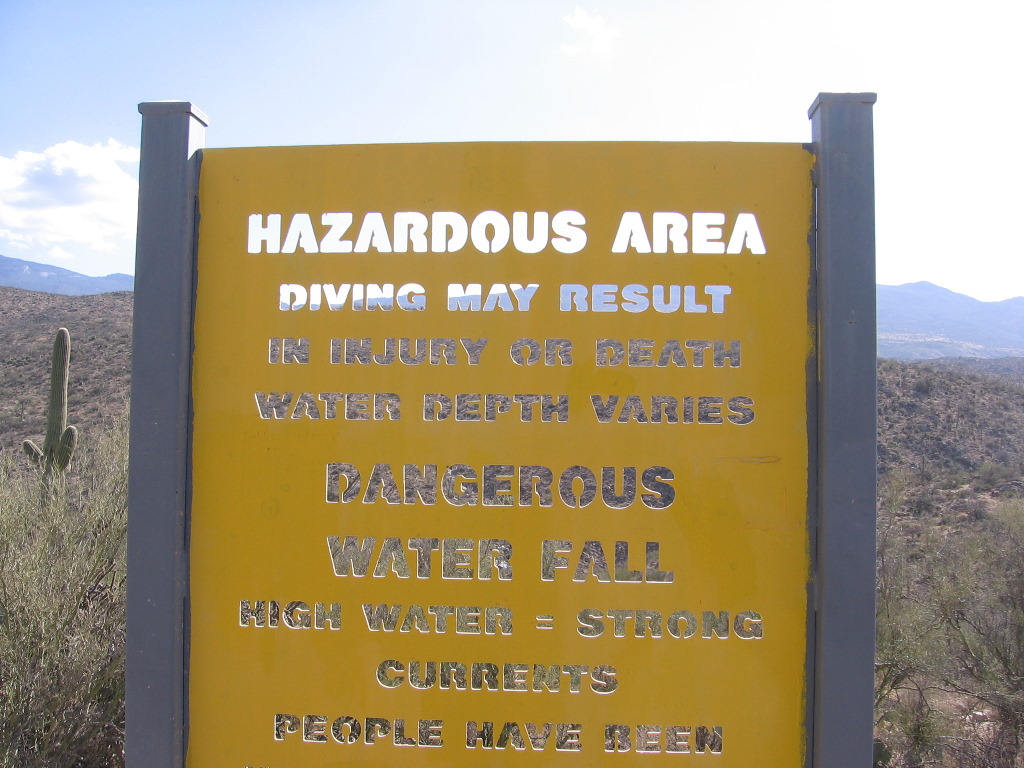 HAZARDOUS AREA
DIVING MAY RESULT
IN INJURY OR DEATH
WATER DEPTH VARIES
DANGEROUS
WATER FALL
HIGH WATER = STRONG
CURRENTS
PEOPLE HAVE BEEN